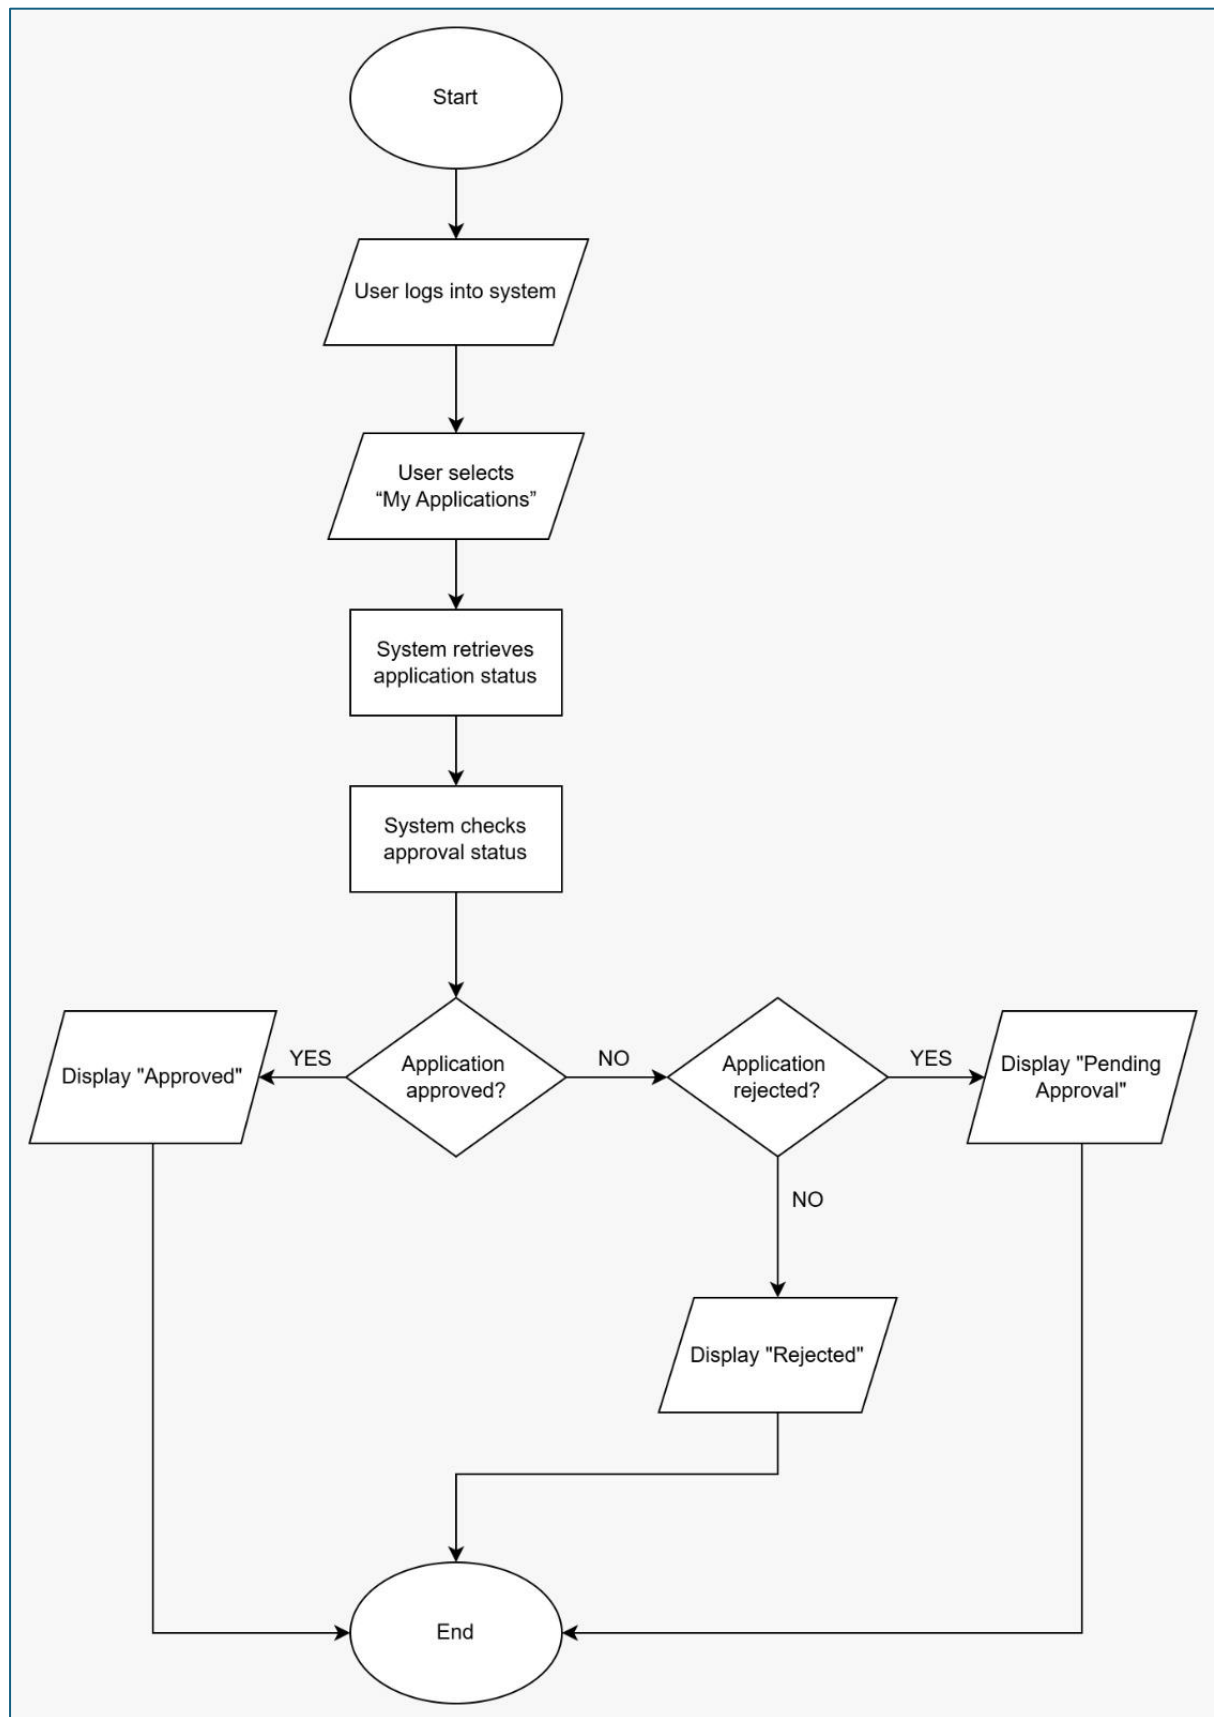 Start
User logs into system
User selects
“My Applications”
System retrieves
application status
System checks
approval status
Display "Approved"
YES
Application
approved?
NO
Application
rejected?
YES
Display "Pending
Approval"
NO
Display "Rejected"
End